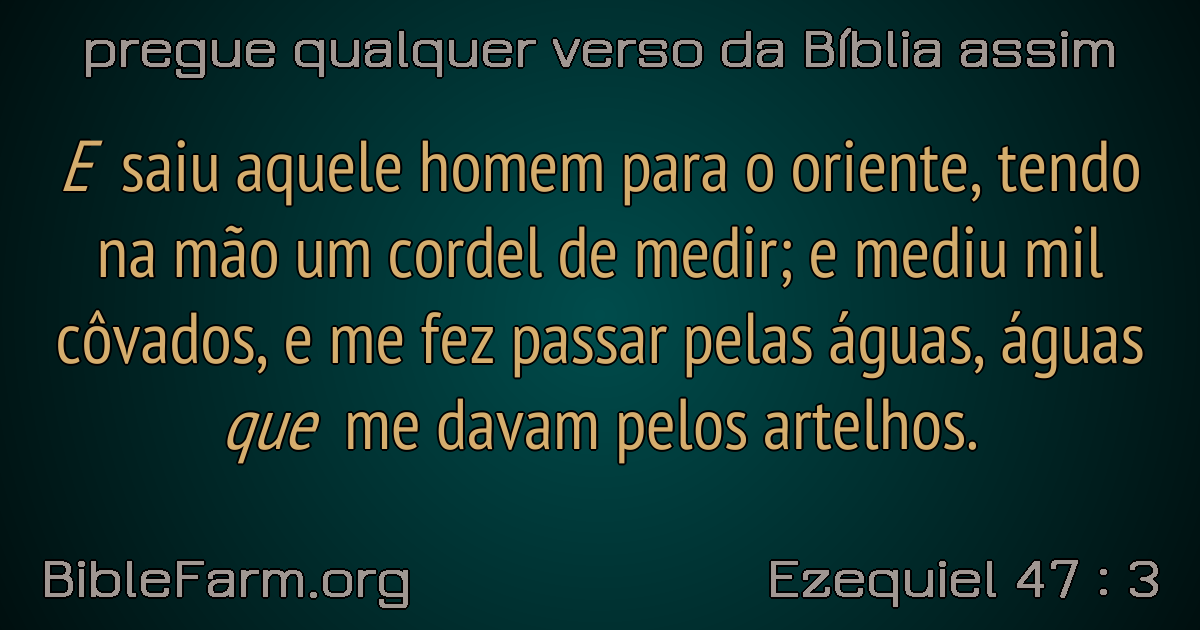 pregue qualquer verso da Bíblia assim
E saiu aquele homem para o oriente, tendo
na mão um cordel de medir; e mediu mil
côvados, e me fez passar pelas águas, águas
que me davam pelos artelhos.
BibleFarm.org
Ezequiel 47 : 3